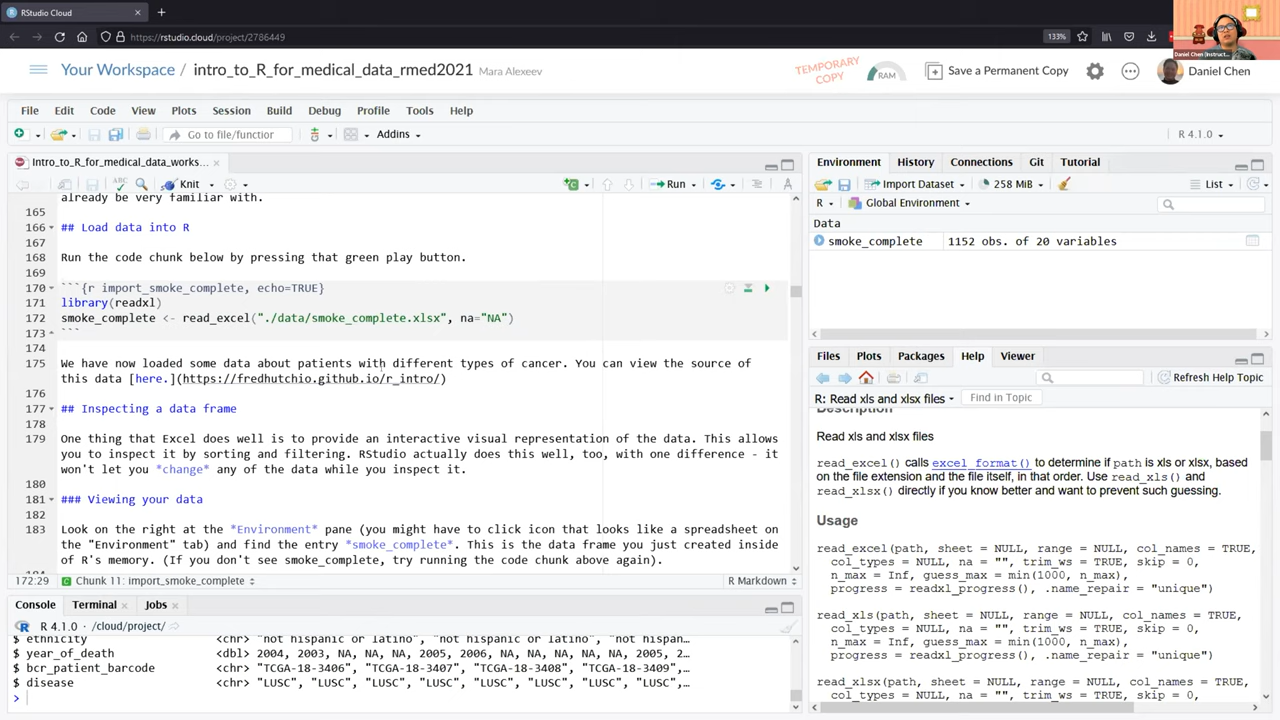 RStudio Cloud
https://rstudio.cloud/project/2786449
133%
Daniel Chen
Your Workspace / intro_to_R_for_medical_data_rmed2021 Mara Alexeev
TEMPORARY COPY
RAM
Save a Permanent Copy
Daniel Chen
File Edit Code View Plots Session Build Debug Profile Tools Help
Go to file/functior
Addins
R 4.1.0
Intro_to_R_for_medical_data_works...
Knit
Run
already be very familiar with.
165
166 ## Load data into R
167
168 Run the code chunk below by pressing that green play button.
169
170 ```{r import_smoke_complete, echo=TRUE}
171 library(readxl)
172 smoke_complete <- read_excel("./data/smoke_complete.xlsx", na="NA")
173 ```
174
175 We have now loaded some data about patients with different types of cancer. You can view the source of
this data [here.](https://fredhutchio.github.io/r_intro/)
176
177 ## Inspecting a data frame
178
179 One thing that Excel does well is to provide an interactive visual representation of the data. This allows
you to inspect it by sorting and filtering. RStudio actually does this well, too, with one difference - it
won't let you *change* any of the data while you inspect it.
180
181 ### Viewing your data
182
183 Look on the right at the *Environment* pane (you might have to click icon that looks like a spreadsheet on
the "Environment" tab) and find the entry *smoke_complete*. This is the data frame you just created inside
of R's memory. (If you don't see smoke_complete, try running the code chunk above again).
172:29 Chunk 11: import_smoke_complete R Markdown
Console Terminal Jobs
R 4.1.0 · /cloud/project/
$ ethnicity <chr> "not hispanic or latino", "not hispanic or latino", "not hispan…
$ year_of_death <dbl> 2004, 2003, NA, NA, 2005, 2006, NA, NA, NA, NA, 2005, 2…
$ bcr_patient_barcode <chr> "TCGA-18-3406", "TCGA-18-3407", "TCGA-18-3408", "TCGA-18-3409",…
$ disease <chr> "LUSC", "LUSC", "LUSC", "LUSC", "LUSC", "LUSC", "LUSC", "LUSC",…
>
Environment History Connections Git Tutorial
Import Dataset 258 MiB List
R Global Environment
Data
smoke_complete 1152 obs. of 20 variables
Files Plots Packages Help Viewer
Refresh Help Topic
R: Read xls and xlsx files Find in Topic
Description
Read xls and xlsx files
read_excel() calls excel_format() to determine if path is xls or xlsx, based
on the file extension and the file itself, in that order. Use read_xls() and
read_xlsx() directly if you know better and want to prevent such guessing.
Usage
read_excel(path, sheet = NULL, range = NULL, col_names = TRUE,
col_types = NULL, na = "", trim_ws = TRUE, skip = 0,
n_max = Inf, guess_max = min(1000, n_max),
progress = readxl_progress(), .name_repair = "unique")
read_xls(path, sheet = NULL, range = NULL, col_names = TRUE,
col_types = NULL, na = "", trim_ws = TRUE, skip = 0,
n_max = Inf, guess_max = min(1000, n_max),
progress = readxl_progress(), .name_repair = "unique")
read_xlsx(path, sheet = NULL, range = NULL, col_names = TRUE,
col_types = NULL, na = "", trim_ws = TRUE, skip = 0,